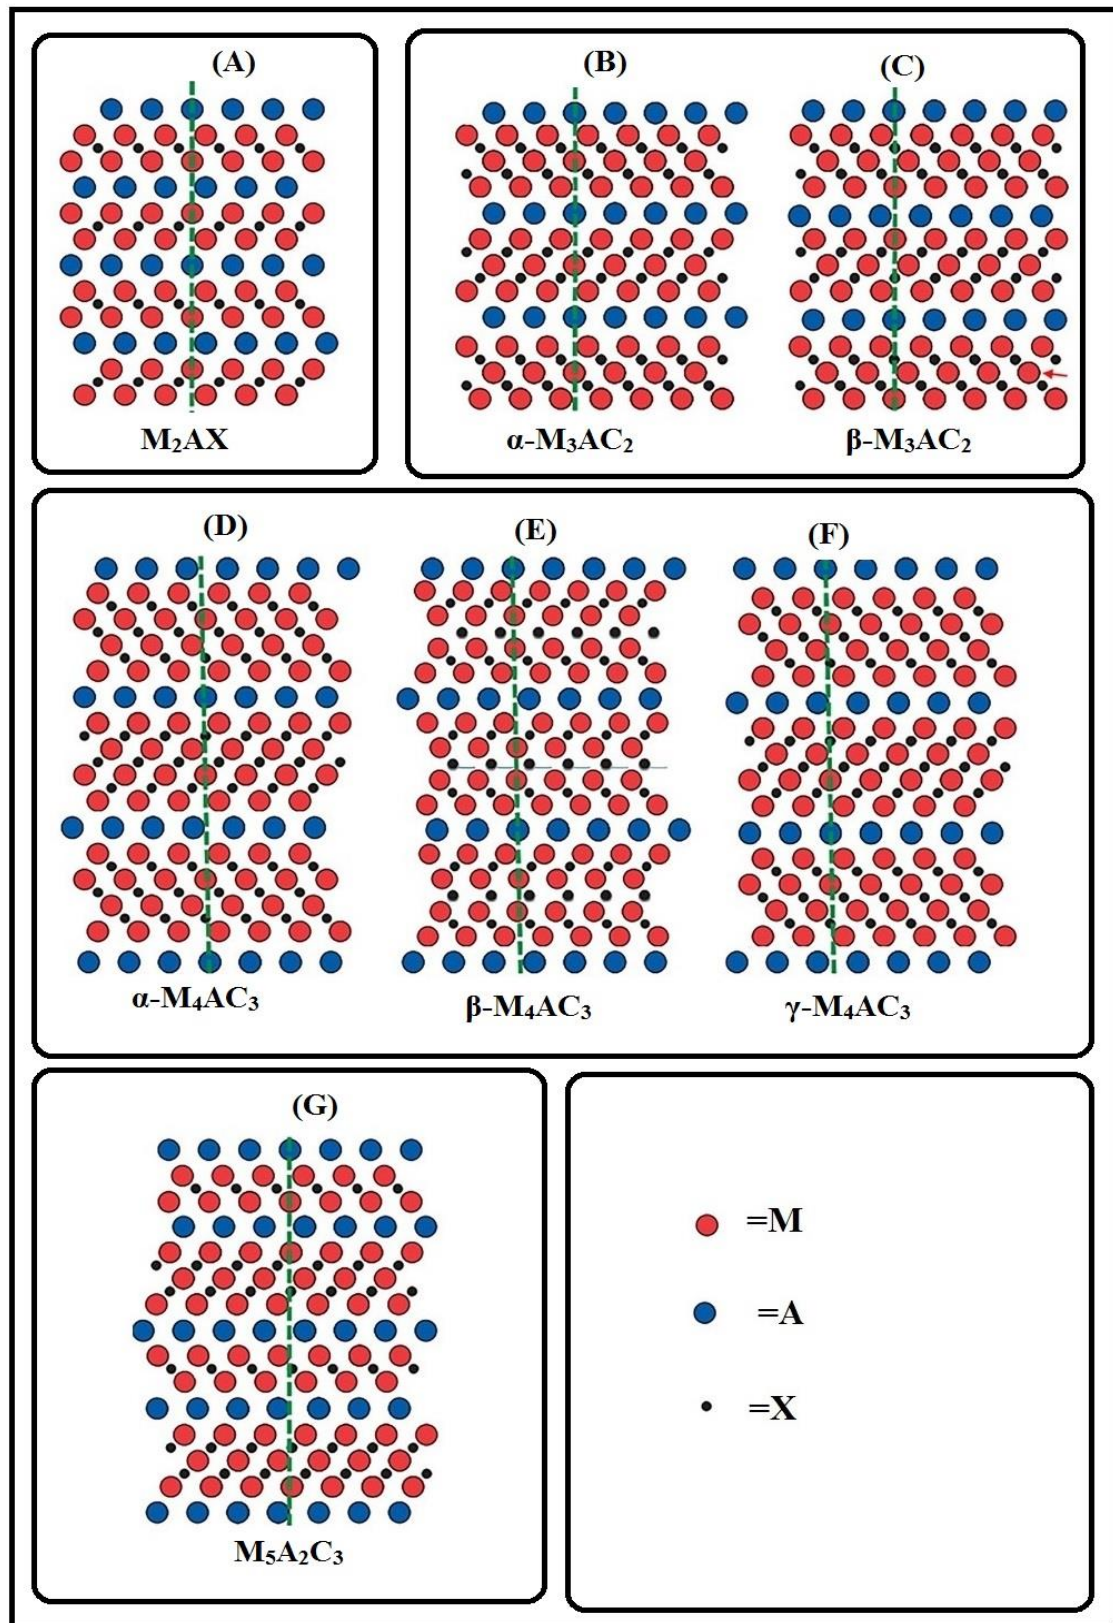 (A)
(B)
(C)
M₂AX
α-M₃AC₂
β-M₃AC₂
(D)
(E)
(F)
α-M₄AC₃
β-M₄AC₃
γ-M₄AC₃
(G)
M₅A₂C₃
=M
=A
=X